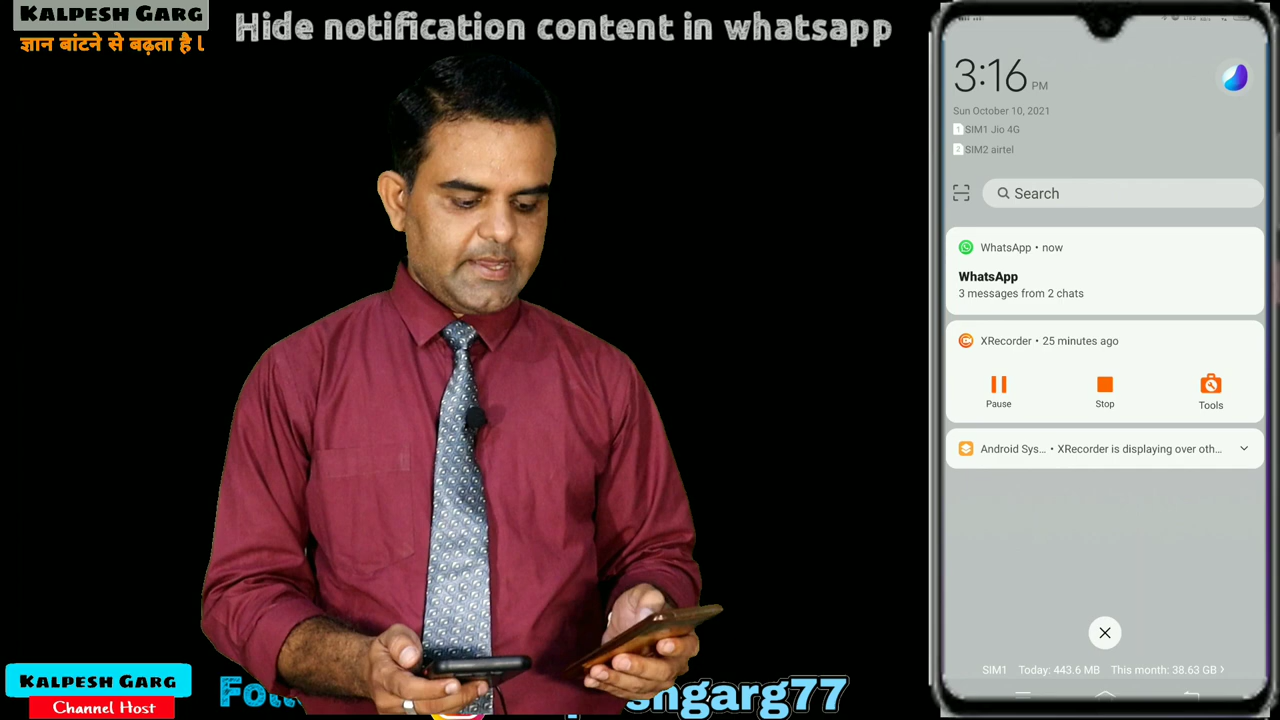 Kalpesh Garg
ज्ञान बांटने से बढ़ता है l
Hide notification content in whatsapp
3:16 PM
Sun October 10, 2021
1 SIM1 Jio 4G
2 SIM2 airtel
Search
WhatsApp • now
WhatsApp
3 messages from 2 chats
XRecorder • 25 minutes ago
Pause
Stop
Tools
Android Sys... • XRecorder is displaying over oth...
SIM1 Today: 443.6 MB This month: 38.63 GB
Kalpesh Garg
Channel Host